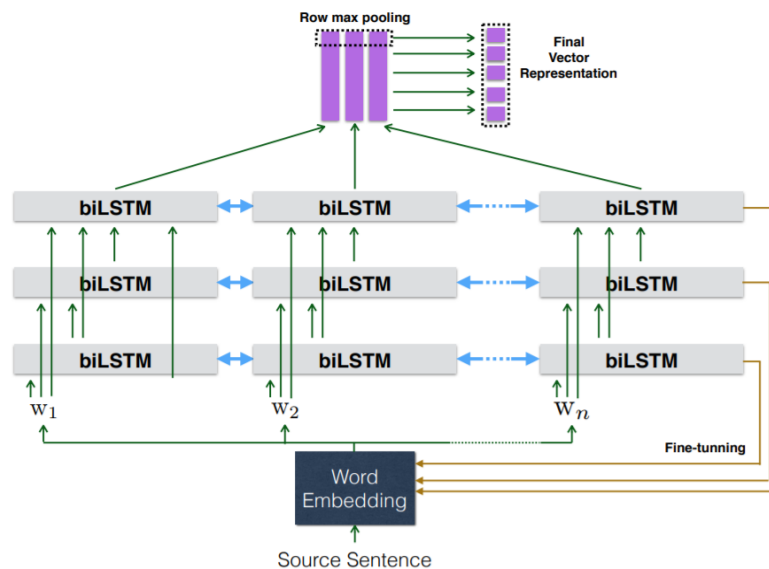 Row max pooling
Final
Vector
Representation
biLSTM biLSTM biLSTM
biLSTM biLSTM biLSTM
biLSTM biLSTM biLSTM
w1 w2 wn
Fine-tunning
Word
Embedding
Source Sentence